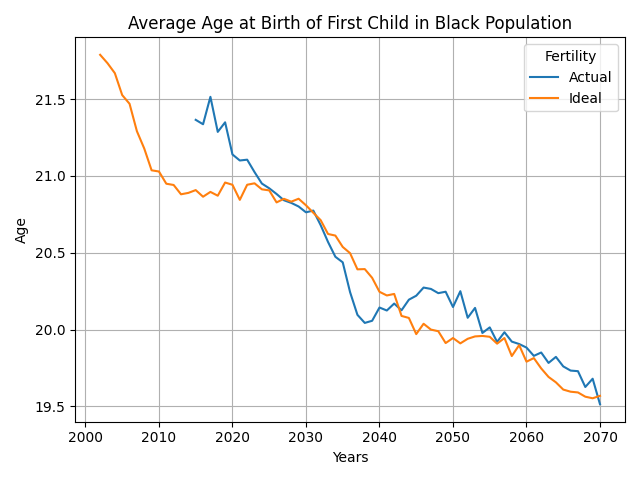 Average Age at Birth of First Child in Black Population
Fertility
Actual
Ideal
21.5
21.0
20.5
20.0
19.5
Age
2000
2010
2020
2030
2040
2050
2060
2070
Years